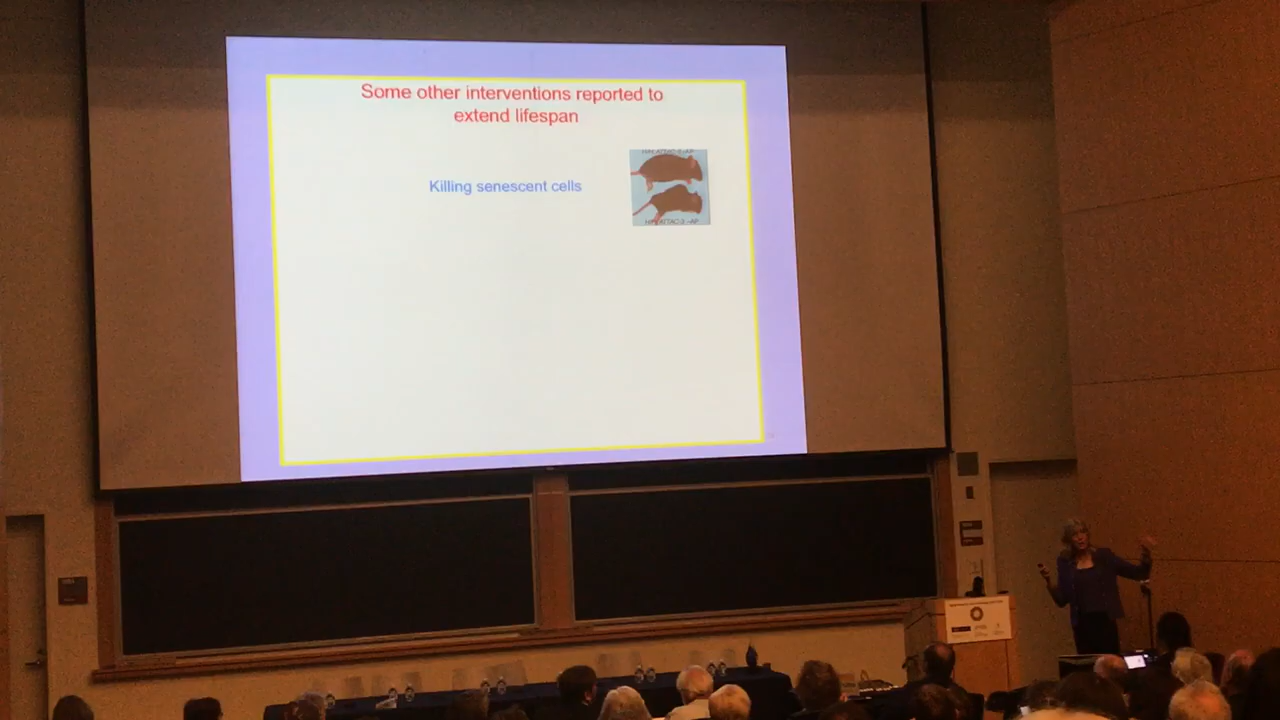 Some other interventions reported to
extend lifespan
Killing senescent cells